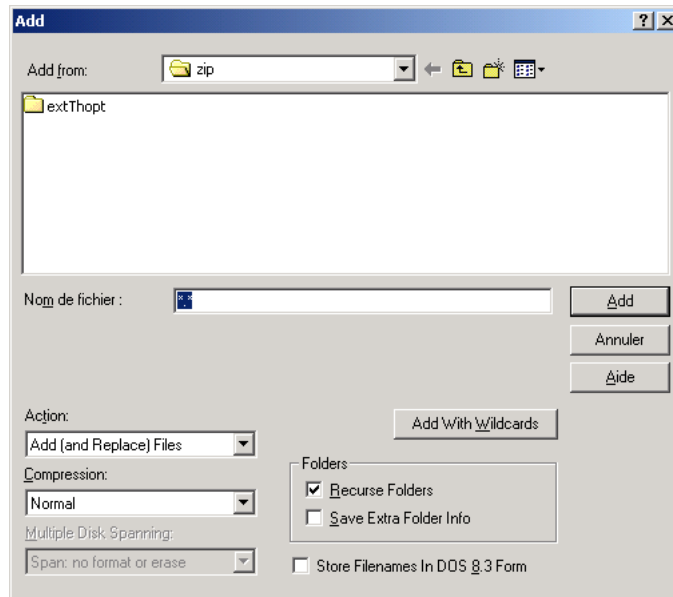 Add
Add from:
zip
extThopt
Nom de fichier :
*.*
Add
Annuler
Aide
Action:
Add (and Replace) Files
Add With Wildcards
Compression:
Normal
Folders
Recurse Folders
Save Extra Folder Info
Multiple Disk Spanning:
Span: no format or erase
Store Filenames In DOS 8.3 Form